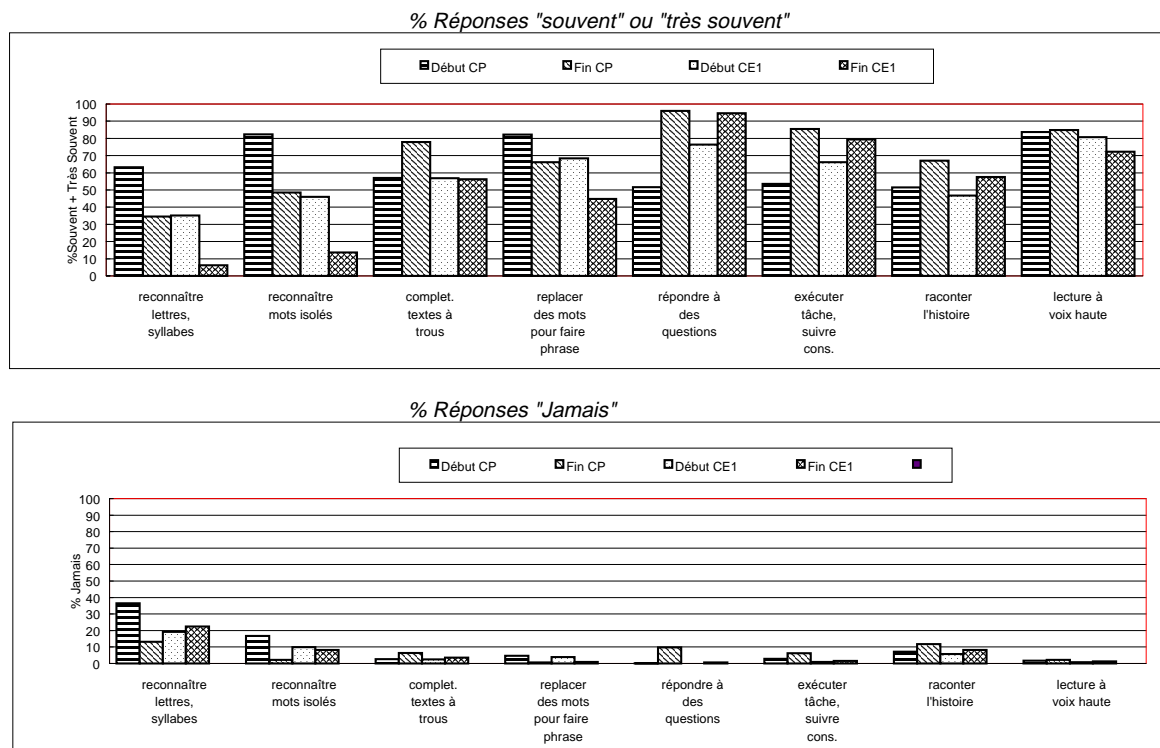 % Réponses "souvent" ou "très souvent"
Début CP Fin CP Début CE1 Fin CE1
%Souvent + Très Souvent
100
90
80
70
60
50
40
30
20
10
0
reconnaître lettres, syllabes
reconnaître mots isolés
complet. textes à trous
replacer des mots pour faire phrase
répondre à des questions
exécuter tâche, suivre cons.
raconter l'histoire
lecture à voix haute
% Réponses "Jamais"
Début CP Fin CP Début CE1 Fin CE1
% Jamais
100
90
80
70
60
50
40
30
20
10
0
reconnaître lettres, syllabes
reconnaître mots isolés
complet. textes à trous
replacer des mots pour faire phrase
répondre à des questions
exécuter tâche, suivre cons.
raconter l'histoire
lecture à voix haute